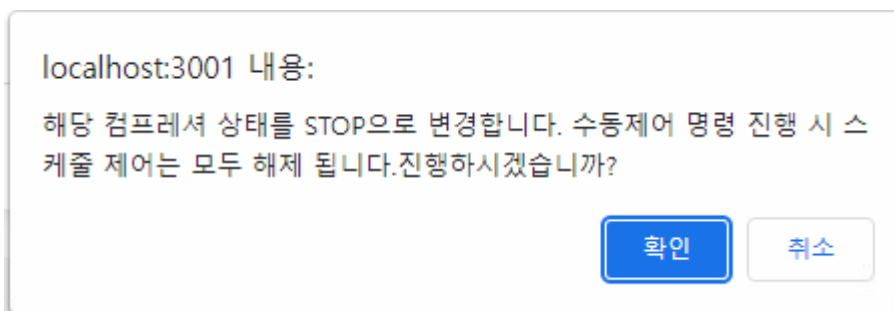 localhost:3001 내용:
해당 컴프레셔 상태를 STOP으로 변경합니다. 수동제어 명령 진행 시 스
케줄 제어는 모두 해제 됩니다.진행하시겠습니까?
확인 취소